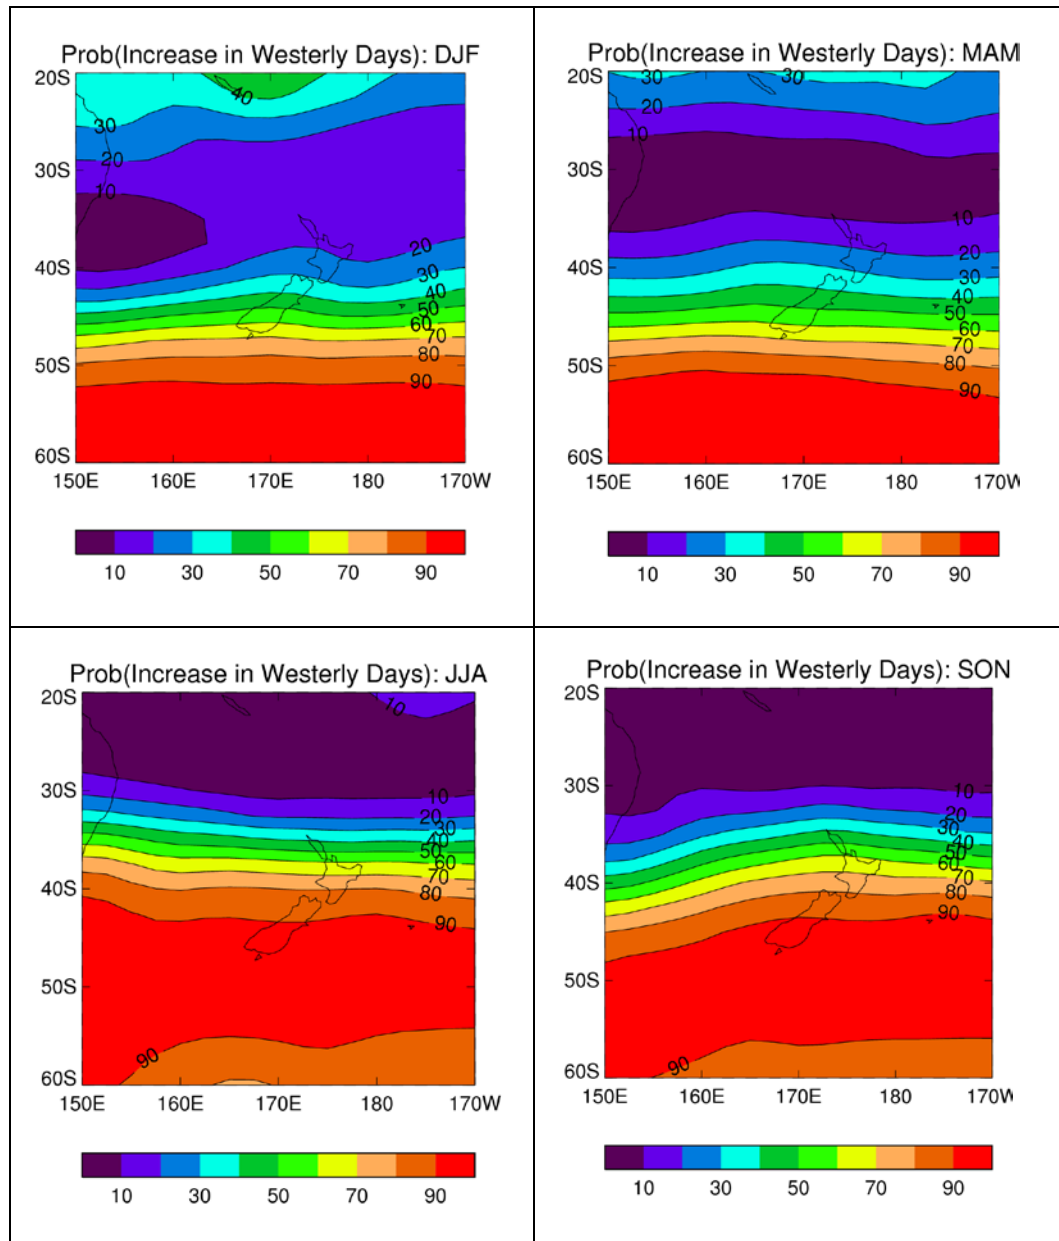 Prob(Increase in Westerly Days): DJF
20S
40
30
20
30S
10
20
40S
30
40
50
60
70
80
50S
90
60S
150E 160E 170E 180 170W
10 30 50 70 90
Prob(Increase in Westerly Days): MAM
20S
30 30
20
10
30S
10
20
40S
30
40
50
60
70
80
50S
90
60S
150E 160E 170E 180 170W
10 30 50 70 90
Prob(Increase in Westerly Days): JJA
20S
10
30S
10
20
30
40
50
60
70
40S
80
90
50S
90
60S
150E 160E 170E 180 170W
10 30 50 70 90
Prob(Increase in Westerly Days): SON
20S
30S
10
20
30
40
50
60
70
40S
80
90
50S
90
60S
150E 160E 170E 180 170W
10 30 50 70 90